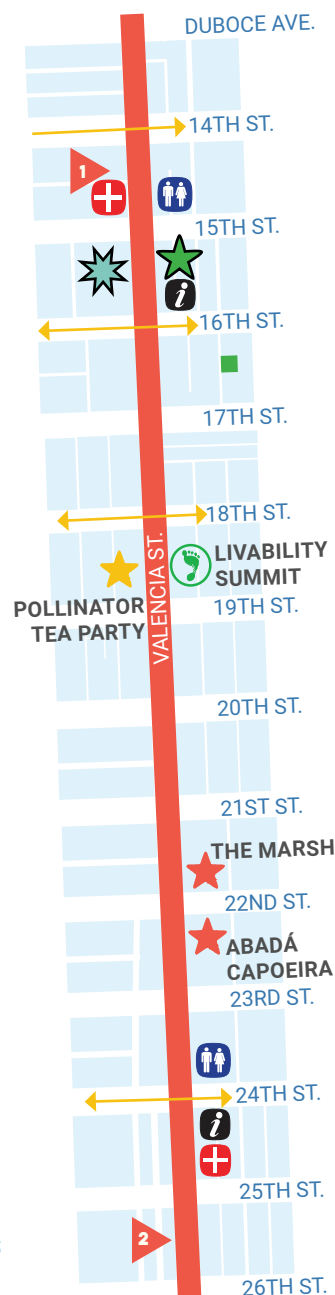 DUBOCE AVE.
14TH ST.
1
15TH ST.
i
16TH ST.
17TH ST.
18TH ST.
VALENCIA ST.
LIVABILITY
SUMMIT
POLLINATOR
TEA PARTY
19TH ST.
20TH ST.
21ST ST.
THE MARSH
22ND ST.
ABADÁ
CAPOEIRA
23RD ST.
24TH ST.
i
25TH ST.
2
26TH ST.